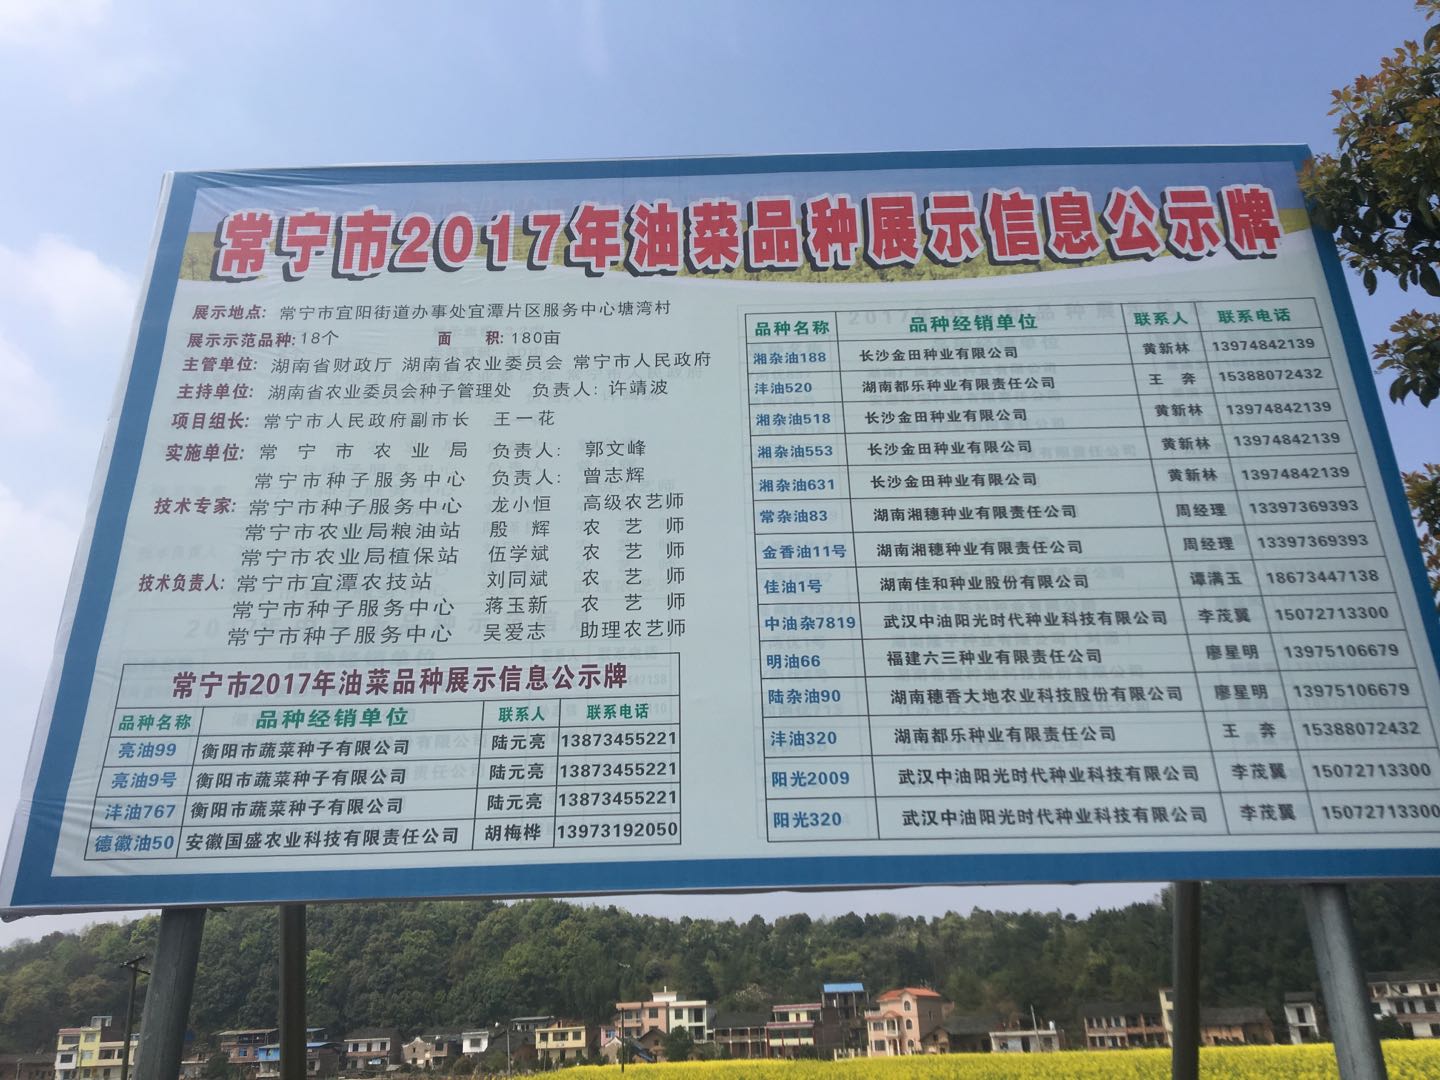 常宁市2017年油菜品种展示信息公示牌
展示地点: 常宁市宜阳街道办事处宜潭片区服务中心塘湾村
展示示范品种: 18个 面 积: 180亩
主管单位: 湖南省财政厅 湖南省农业委员会 常宁市人民政府
主持单位: 湖南省农业委员会种子管理处 负责人: 许靖波
项目组长: 常宁市人民政府副市长 王一花
实施单位: 常宁市农业局 负责人: 郭文峰
常宁市种子服务中心 负责人: 曾志辉
技术专家: 常宁市种子服务中心 龙小恒 高级农艺师
常宁市农业局粮油站 殷 辉 农艺师
常宁市农业局植保站 伍学斌 农艺师
技术负责人: 常宁市宜潭农技站 刘同斌 农艺师
常宁市种子服务中心 蒋玉新 农艺师
常宁市种子服务中心 吴爱志 助理农艺师
常宁市2017年油菜品种展示信息公示牌
品种名称 品种经销单位 联系人 联系电话
亮油99 衡阳市蔬菜种子有限公司 陆元亮 13873455221
亮油9号 衡阳市蔬菜种子有限公司 陆元亮 13873455221
沣油767 衡阳市蔬菜种子有限公司 陆元亮 13873455221
德徽油50 安徽国盛农业科技有限责任公司 胡梅桦 13973192050
品种名称 品种经销单位 联系人 联系电话
湘杂油188 长沙金田种业有限公司 黄新林 13974842139
沣油520 湖南都乐种业有限责任公司 王 奔 15388072432
湘杂油518 长沙金田种业有限公司 黄新林 13974842139
湘杂油553 长沙金田种业有限公司 黄新林 13974842139
湘杂油631 长沙金田种业有限公司 黄新林 13974842139
常杂油83 湖南湘穗种业有限责任公司 周经理 13397369393
金香油11号 湖南湘穗种业有限责任公司 周经理 13397369393
佳油1号 湖南佳和种业股份有限公司 谭满玉 18673447138
中油杂7819 武汉中油阳光时代种业科技有限公司 李茂翼 15072713300
明油66 福建六三种业有限责任公司 廖星明 13975106679
陆杂油90 湖南穗香大地农业科技股份有限公司 廖星明 13975106679
沣油320 湖南都乐种业有限责任公司 王 奔 15388072432
阳光2009 武汉中油阳光时代种业科技有限公司 李茂翼 15072713300
阳光320 武汉中油阳光时代种业科技有限公司 李茂翼 15072713300